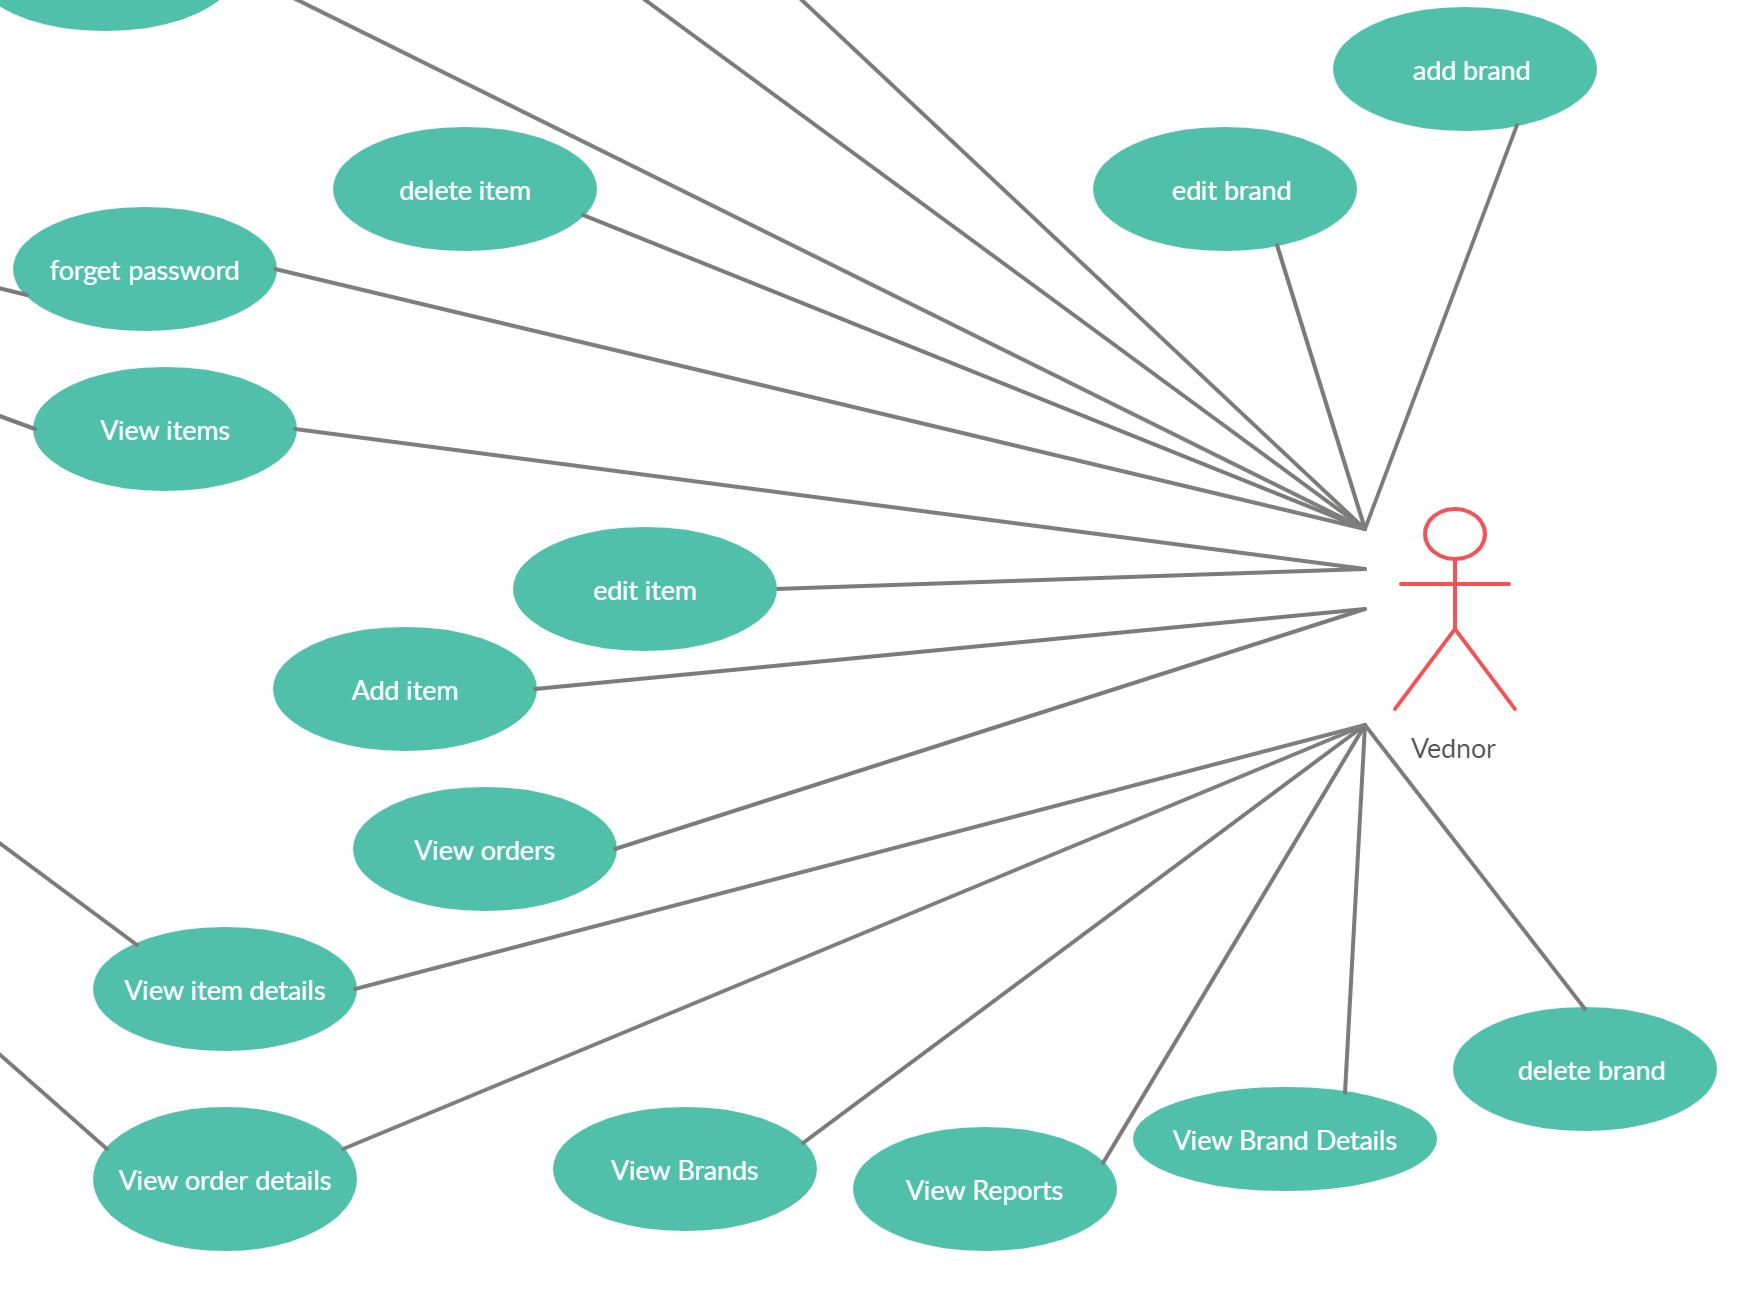 add brand
edit brand
delete item
forget password
View items
edit item
Add item
Vednor
View orders
View item details
delete brand
View Brand Details
View Brands
View Reports
View order details